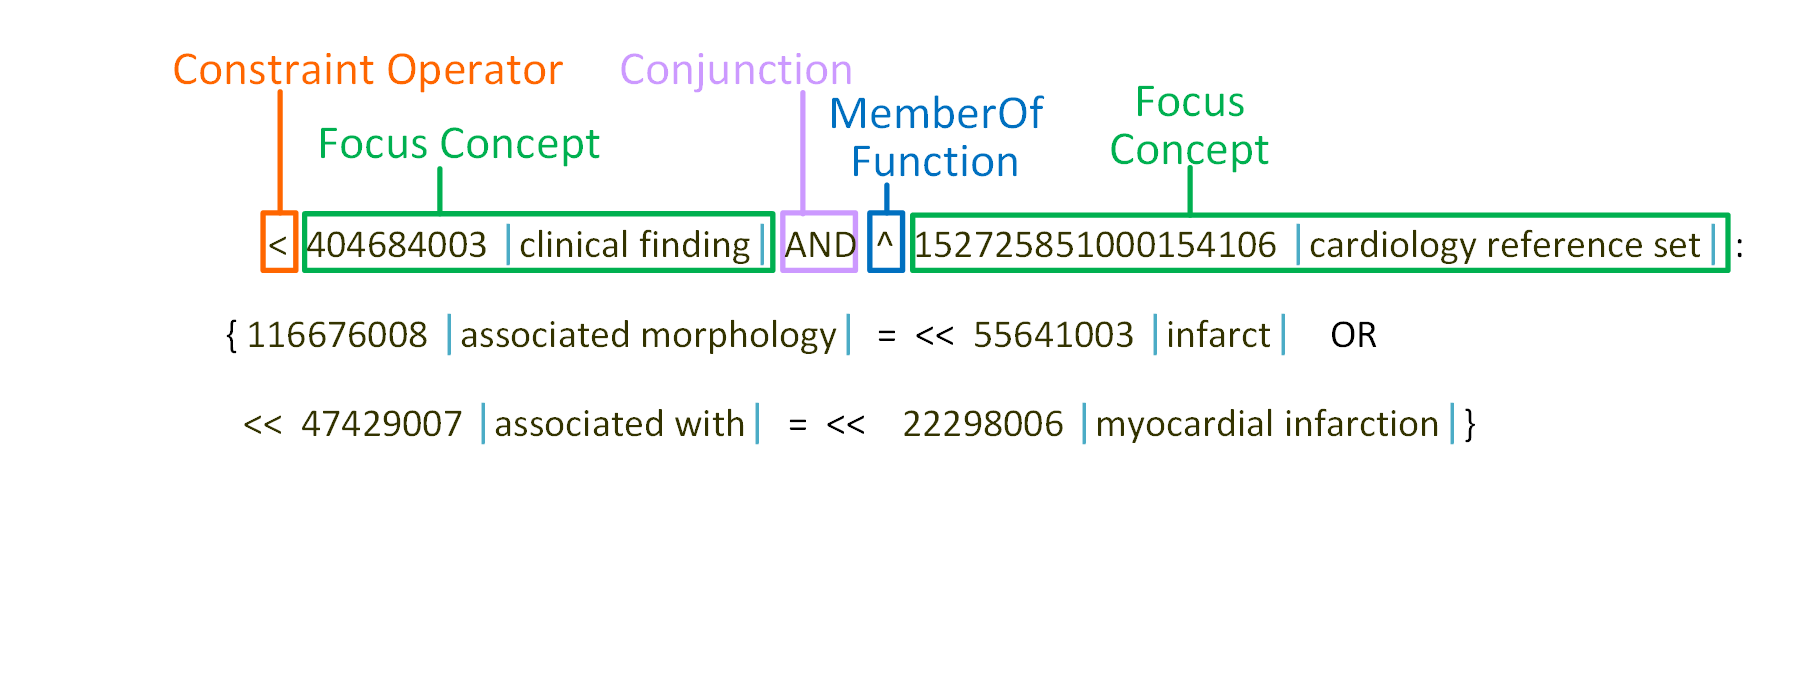 Constraint Operator
Conjunction
Focus Concept
MemberOf
Function
Focus
Concept
< 404684003 |clinical finding| AND ^ 152725851000154106 |cardiology reference set| :
{ 116676008 |associated morphology| = << 55641003 |infarct| OR
<< 47429007 |associated with| = << 22298006 |myocardial infarction| }